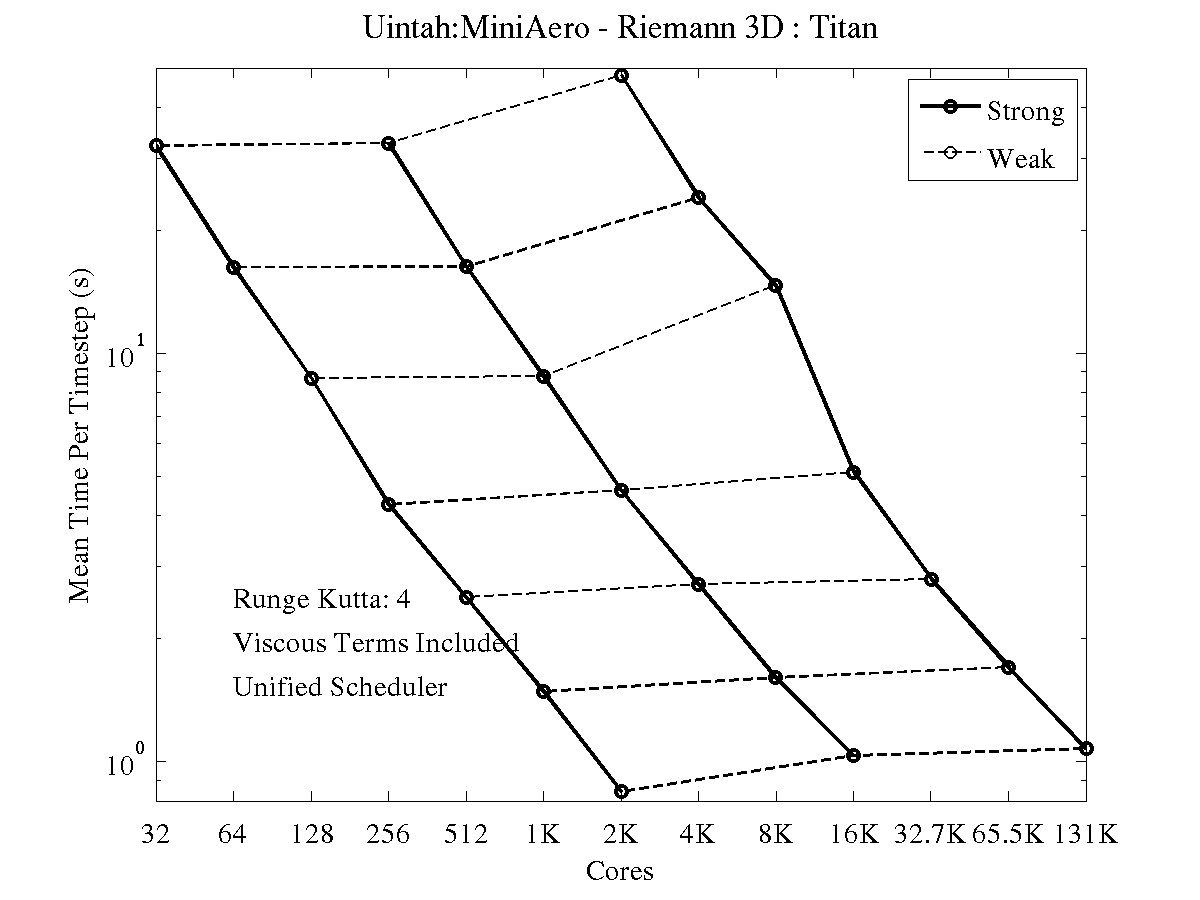 Uintah:MiniAero - Riemann 3D : Titan
Strong
Weak
Mean Time Per Timestep (s)
10^1
10^0
Runge Kutta: 4
Viscous Terms Included
Unified Scheduler
32 64 128 256 512 1K 2K 4K 8K 16K 32.7K 65.5K 131K
Cores